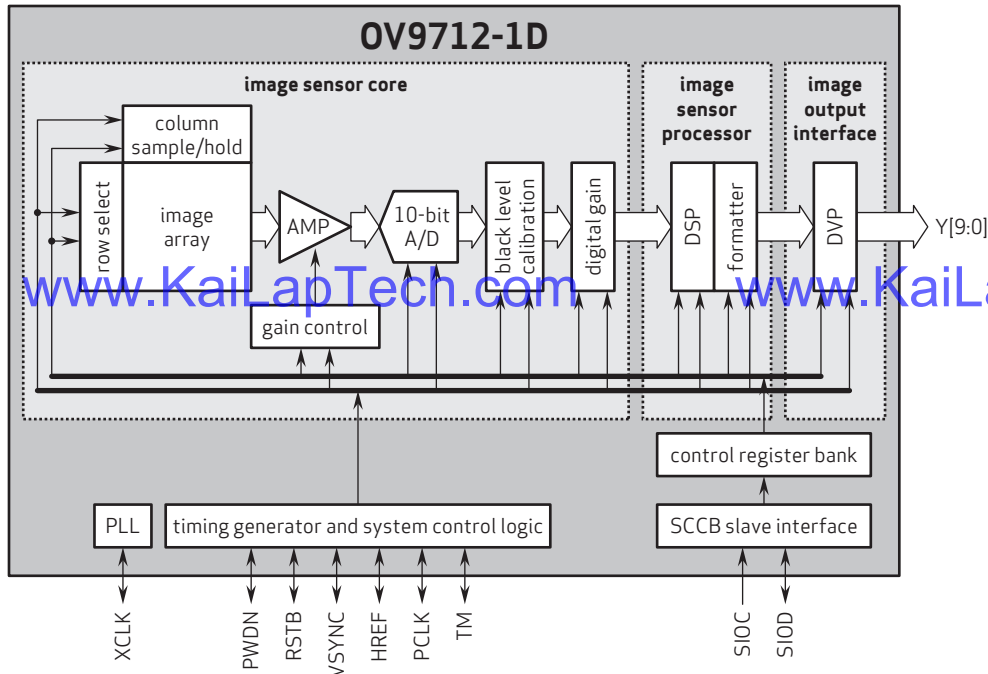 OV9712-1D
image sensor core
image
sensor
processor
image
output
interface
column
sample/hold
row select
image
array
AMP
10-bit
A/D
black level
calibration
digital gain
DSP
formatter
DVP
Y[9:0]
www.KaiLapTech.com
www.KaiLa
gain control
control register bank
PLL
timing generator and system control logic
SCCB slave interface
XCLK
PWDN
RSTB
VSYNC
HREF
PCLK
TM
SIOC
SIOD